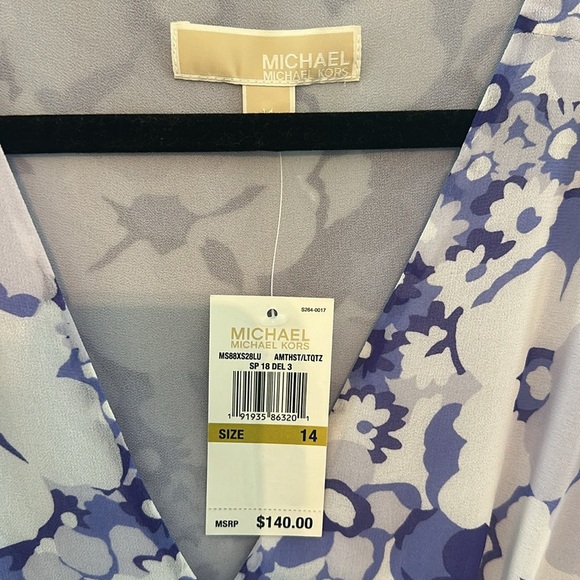 MICHAEL
MICHAEL KORS
S264-0017
MICHAEL
MICHAEL KORS
MS88XS28LU AMTHST/LTQTZ
SP 18 DEL 3
1 91935 86320 1
SIZE 14
MSRP $140.00